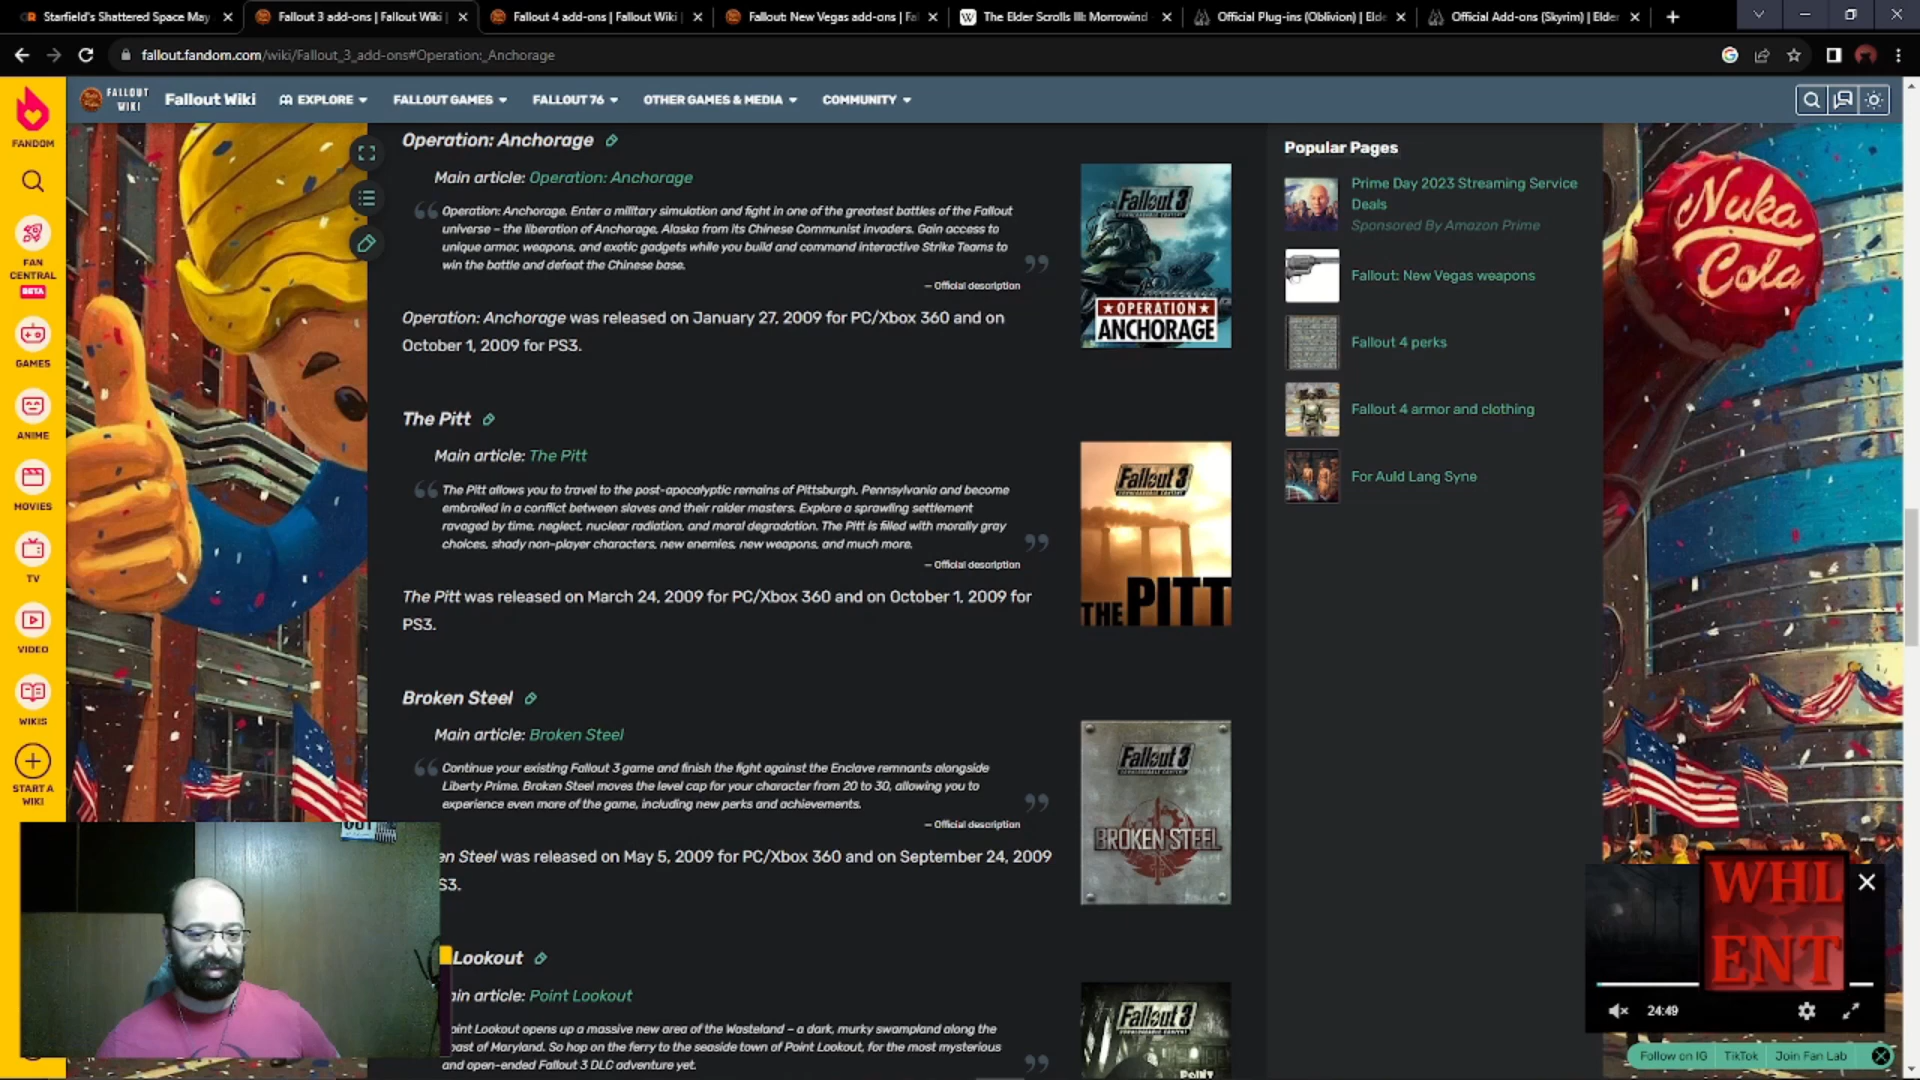 Starfield's Shattered Space May
Fallout 3 add-ons | Fallout Wiki |
Fallout 4 add-ons | Fallout Wiki |
Fallout: New Vegas add-ons | Fal
The Elder Scrolls III: Morrowind
Official Plug-ins (Oblivion) | Elde
Official Add-ons (Skyrim) | Elder
fallout.fandom.com/wiki/Fallout_3_add-ons#Operation:_Anchorage
FALLOUT
WIKI
Fallout Wiki
EXPLORE
FALLOUT GAMES
FALLOUT 76
OTHER GAMES & MEDIA
COMMUNITY
FANDOM
FAN
CENTRAL
BETA
GAMES
ANIME
MOVIES
TV
VIDEO
WIKIS
START A
WIKI
Operation: Anchorage
Main article: Operation: Anchorage
Operation: Anchorage. Enter a military simulation and fight in one of the greatest battles of the Fallout
universe – the liberation of Anchorage, Alaska from its Chinese Communist invaders. Gain access to
unique armor, weapons, and exotic gadgets while you build and command interactive Strike Teams to
win the battle and defeat the Chinese base.
— Official description
Operation: Anchorage was released on January 27, 2009 for PC/Xbox 360 and on
October 1, 2009 for PS3.
Fallout 3
OPERATION
ANCHORAGE
The Pitt
Main article: The Pitt
The Pitt allows you to travel to the post-apocalyptic remains of Pittsburgh, Pennsylvania and become
embroiled in a conflict between slaves and their raider masters. Explore a sprawling settlement
ravaged by time, neglect, nuclear radiation, and moral degradation. The Pitt is filled with morally gray
choices, shady non-player characters, new enemies, new weapons, and much more.
— Official description
The Pitt was released on March 24, 2009 for PC/Xbox 360 and on October 1, 2009 for
PS3.
Fallout 3
THE PITT
Broken Steel
Main article: Broken Steel
Continue your existing Fallout 3 game and finish the fight against the Enclave remnants alongside
Liberty Prime. Broken Steel moves the level cap for your character from 20 to 30, allowing you to
experience even more of the game, including new perks and achievements.
— Official description
en Steel was released on May 5, 2009 for PC/Xbox 360 and on September 24, 2009
S3.
Fallout 3
BROKEN STEEL
Lookout
ain article: Point Lookout
oint Lookout opens up a massive new area of the Wasteland – a dark, murky swampland along the
oast of Maryland. So hop on the ferry to the seaside town of Point Lookout, for the most mysterious
and open-ended Fallout 3 DLC adventure yet.
Fallout 3
POINT
Popular Pages
Prime Day 2023 Streaming Service
Deals
Sponsored By Amazon Prime
Fallout: New Vegas weapons
Fallout 4 perks
Fallout 4 armor and clothing
For Auld Lang Syne
Nuka
Cola
OUT
WHL
ENT
24:49
Follow on IG
TikTok
Join Fan Lab